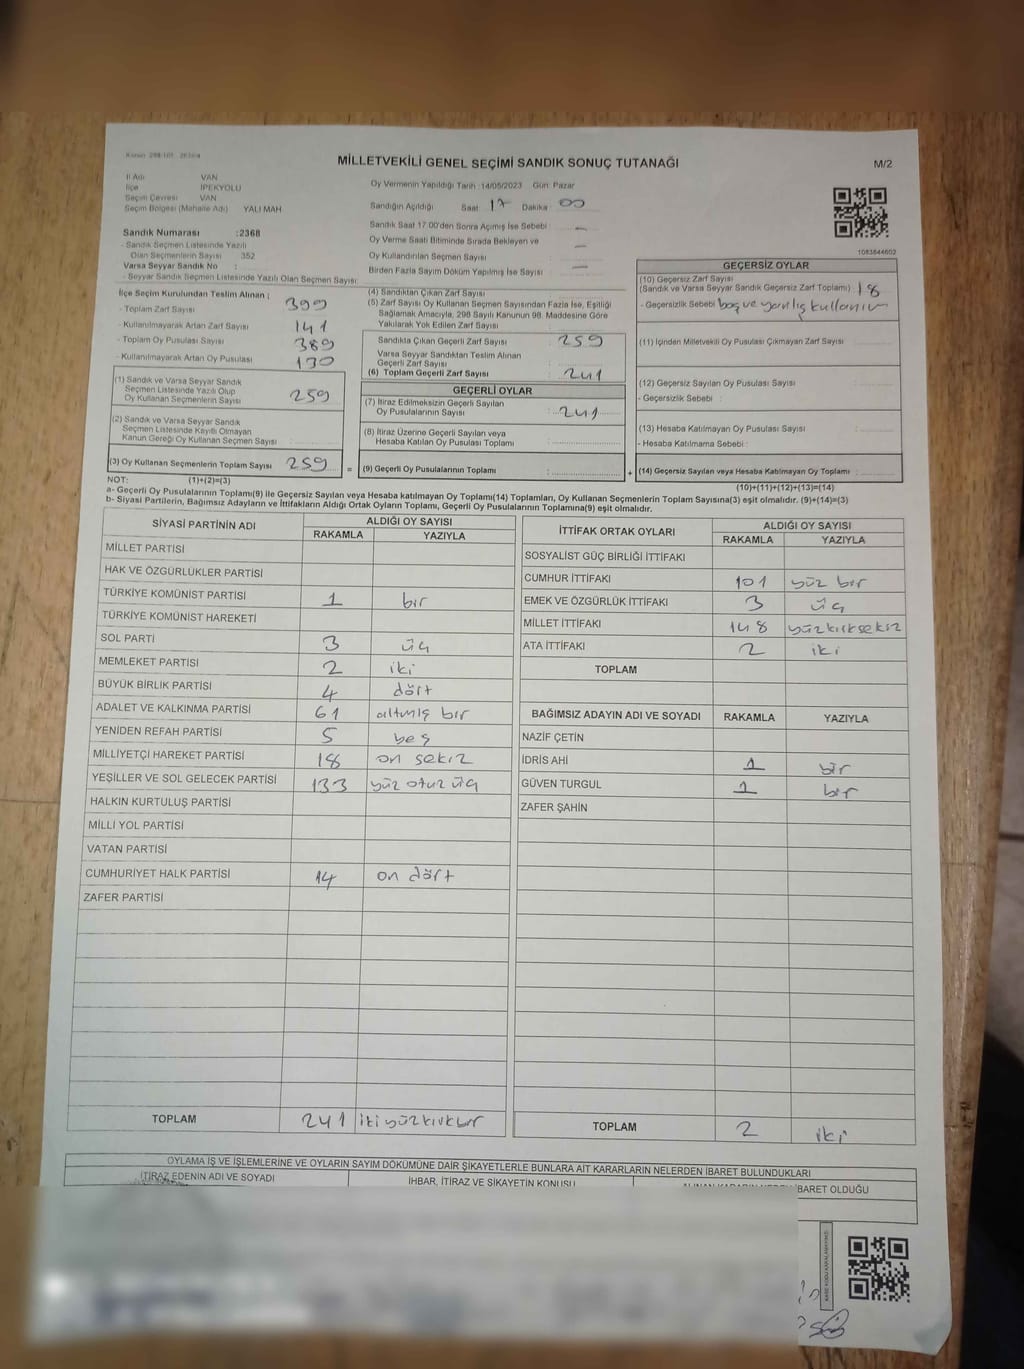 Kanun 298/101
MİLLETVEKİLİ GENEL SEÇİMİ SANDIK SONUÇ TUTANAĞI
M/2
İl Adı VAN
İlçe İPEKYOLU
Seçim Çevresi VAN
Seçim Bölgesi (Mahalle Adı) YALI MAH
Sandık Numarası :2368
- Sandık Seçmen Listesinde Yazılı
Olan Seçmenlerin Sayısı 352
Varsa Seyyar Sandık No :
- Seyyar Sandık Seçmen Listesinde Yazılı Olan Seçmen Sayısı:
Oy Vermenin Yapıldığı Tarih :14/05/2023 Gün: Pazar
Sandığın Açıldığı Saat 17 Dakika 00
Sandık Saat 17.00'den Sonra Açılmış İse Sebebi : —
Oy Verme Saati Bitiminde Sırada Bekleyen ve
Oy Kullandırılan Seçmen Sayısı —
Birden Fazla Sayım Döküm Yapılmış İse Sayısı —
1083844602
İlçe Seçim Kurulundan Teslim Alınan ;
- Toplam Zarf Sayısı 399
- Kullanılmayarak Artan Zarf Sayısı 141
- Toplam Oy Pusulası Sayısı 389
- Kullanılmayarak Artan Oy Pusulası 130
(1) Sandık ve Varsa Seyyar Sandık
Seçmen Listesinde Yazılı Olup
Oy Kullanan Seçmenlerin Sayısı 259
(2) Sandık ve Varsa Seyyar Sandık
Seçmen Listesinde Kayıtlı Olmayan
Kanun Gereği Oy Kullanan Seçmen Sayısı
(3) Oy Kullanan Seçmenlerin Toplam Sayısı 259 =
(4) Sandıktan Çıkan Zarf Sayısı
(5) Zarf Sayısı Oy Kullanan Seçmen Sayısından Fazla İse, Eşitliği
Sağlamak Amacıyla, 298 Sayılı Kanunun 98. Maddesine Göre
Yakılarak Yok Edilen Zarf Sayısı
Sandıkta Çıkan Geçerli Zarf Sayısı : 259
Varsa Seyyar Sandıktan Teslim Alınan
Geçerli Zarf Sayısı
(6) Toplam Geçerli Zarf Sayısı : 241
GEÇERLİ OYLAR
(7) İtiraz Edilmeksizin Geçerli Sayılan
Oy Pusulalarının Sayısı : 241
(8) İtiraz Üzerine Geçerli Sayılan veya
Hesaba Katılan Oy Pusulası Toplamı
(9) Geçerli Oy Pusulalarının Toplamı : +
GEÇERSİZ OYLAR
(10) Geçersiz Zarf Sayısı
(Sandık ve Varsa Seyyar Sandık Geçersiz Zarf Toplamı) : 18
- Geçersizlik Sebebi : boş ve yanlış kullanım
(11) İçinden Milletvekili Oy Pusulası Çıkmayan Zarf Sayısı :
(12) Geçersiz Sayılan Oy Pusulası Sayısı :
- Geçersizlik Sebebi :
(13) Hesaba Katılmayan Oy Pusulası Sayısı :
- Hesaba Katılmama Sebebi :
(14) Geçersiz Sayılan veya Hesaba Katılmayan Oy Toplamı :
NOT: (1)+(2)=(3) (10)+(11)+(12)+(13)=(14)
a- Geçerli Oy Pusulalarının Toplamı(9) ile Geçersiz Sayılan veya Hesaba katılmayan Oy Toplamı(14) Toplamları, Oy Kullanan Seçmenlerin Toplam Sayısına(3) eşit olmalıdır. (9)+(14)=(3)
b- Siyasi Partilerin, Bağımsız Adayların ve İttifakların Aldığı Ortak Oyların Toplamı, Geçerli Oy Pusulalarının Toplamına(9) eşit olmalıdır.
SİYASİ PARTİNİN ADI ALDIĞI OY SAYISI
RAKAMLA YAZIYLA
MİLLET PARTİSİ
HAK VE ÖZGÜRLÜKLER PARTİSİ
TÜRKİYE KOMÜNİST PARTİSİ 1 bir
TÜRKİYE KOMÜNİST HAREKETİ
SOL PARTİ 3 üç
MEMLEKET PARTİSİ 2 iki
BÜYÜK BİRLİK PARTİSİ 4 dört
ADALET VE KALKINMA PARTİSİ 61 altmış bir
YENİDEN REFAH PARTİSİ 5 beş
MİLLİYETÇİ HAREKET PARTİSİ 18 on sekiz
YEŞİLLER VE SOL GELECEK PARTİSİ 133 yüz otuz üç
HALKIN KURTULUŞ PARTİSİ
MİLLİ YOL PARTİSİ
VATAN PARTİSİ
CUMHURİYET HALK PARTİSİ 14 on dört
ZAFER PARTİSİ
TOPLAM 241 iki yüz kırk bir
İTTİFAK ORTAK OYLARI ALDIĞI OY SAYISI
RAKAMLA YAZIYLA
SOSYALİST GÜÇ BİRLİĞİ İTTİFAKI
CUMHUR İTTİFAKI 101 yüz bir
EMEK VE ÖZGÜRLÜK İTTİFAKI 3 üç
MİLLET İTTİFAKI 148 yüzkırksekiz
ATA İTTİFAKI 2 iki
TOPLAM
BAĞIMSIZ ADAYIN ADI VE SOYADI RAKAMLA YAZIYLA
NAZİF ÇETİN
İDRİS AHİ 1 bir
GÜVEN TURGUL 1 bir
ZAFER ŞAHİN
TOPLAM 2 iki
OYLAMA İŞ VE İŞLEMLERİNE VE OYLARIN SAYIM DÖKÜMÜNE DAİR ŞİKAYETLERLE BUNLARA AİT KARARLARIN NELERDEN İBARET BULUNDUKLARI
İTİRAZ EDENİN ADI VE SOYADI İHBAR, İTİRAZ VE ŞİKAYETİN KONUSU İBARET OLDUĞU